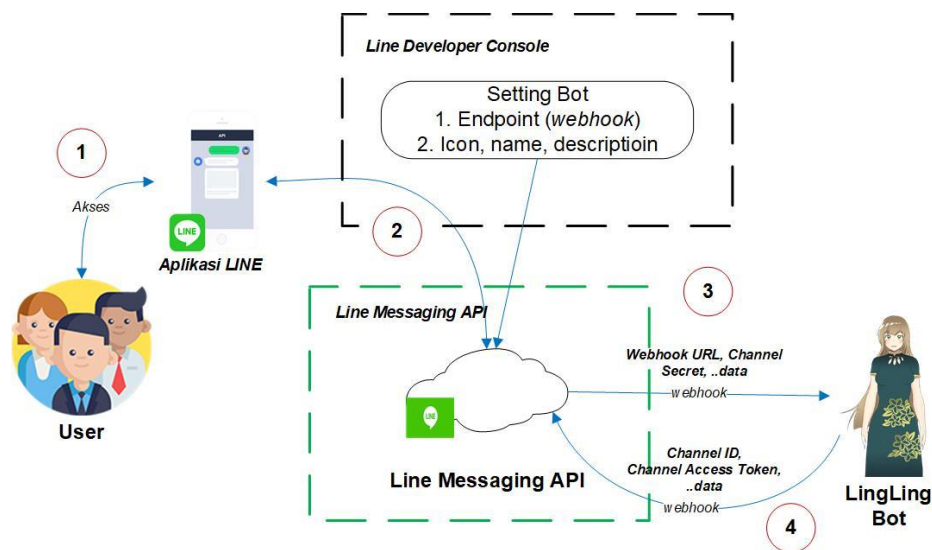 Line Developer Console
Setting Bot
1. Endpoint (webhook)
2. Icon, name, descriptioin
1
API
Akses
LINE
Aplikasi LINE
2
User
3
Line Messaging API
Webhook URL, Channel
Secret, ..data
webhook
LINE
Line Messaging API
Channel ID,
Channel Access Token,
..data
webhook
4
LingLing
Bot